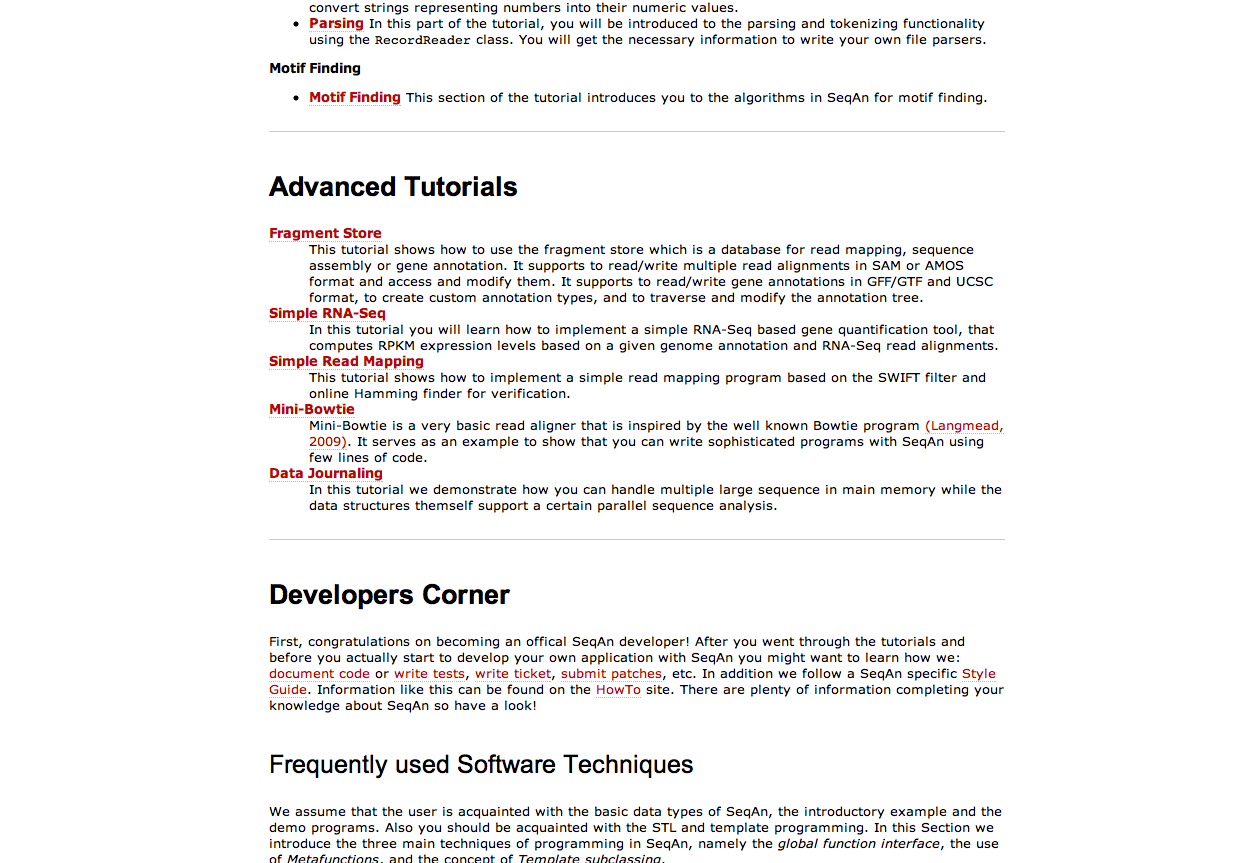 convert strings representing numbers into their numeric values.
• Parsing In this part of the tutorial, you will be introduced to the parsing and tokenizing functionality
using the RecordReader class. You will get the necessary information to write your own file parsers.
Motif Finding
• Motif Finding This section of the tutorial introduces you to the algorithms in SeqAn for motif finding.
Advanced Tutorials
Fragment Store
This tutorial shows how to use the fragment store which is a database for read mapping, sequence
assembly or gene annotation. It supports to read/write multiple read alignments in SAM or AMOS
format and access and modify them. It supports to read/write gene annotations in GFF/GTF and UCSC
format, to create custom annotation types, and to traverse and modify the annotation tree.
Simple RNA-Seq
In this tutorial you will learn how to implement a simple RNA-Seq based gene quantification tool, that
computes RPKM expression levels based on a given genome annotation and RNA-Seq read alignments.
Simple Read Mapping
This tutorial shows how to implement a simple read mapping program based on the SWIFT filter and
online Hamming finder for verification.
Mini-Bowtie
Mini-Bowtie is a very basic read aligner that is inspired by the well known Bowtie program (Langmead,
2009). It serves as an example to show that you can write sophisticated programs with SeqAn using
few lines of code.
Data Journaling
In this tutorial we demonstrate how you can handle multiple large sequence in main memory while the
data structures themself support a certain parallel sequence analysis.
Developers Corner
First, congratulations on becoming an offical SeqAn developer! After you went through the tutorials and
before you actually start to develop your own application with SeqAn you might want to learn how we:
document code or write tests, write ticket, submit patches, etc. In addition we follow a SeqAn specific Style
Guide. Information like this can be found on the HowTo site. There are plenty of information completing your
knowledge about SeqAn so have a look!
Frequently used Software Techniques
We assume that the user is acquainted with the basic data types of SeqAn, the introductory example and the
demo programs. Also you should be acquainted with the STL and template programming. In this Section we
introduce the three main techniques of programming in SeqAn, namely the global function interface, the use
of Metafunctions, and the concept of Template subclassing.